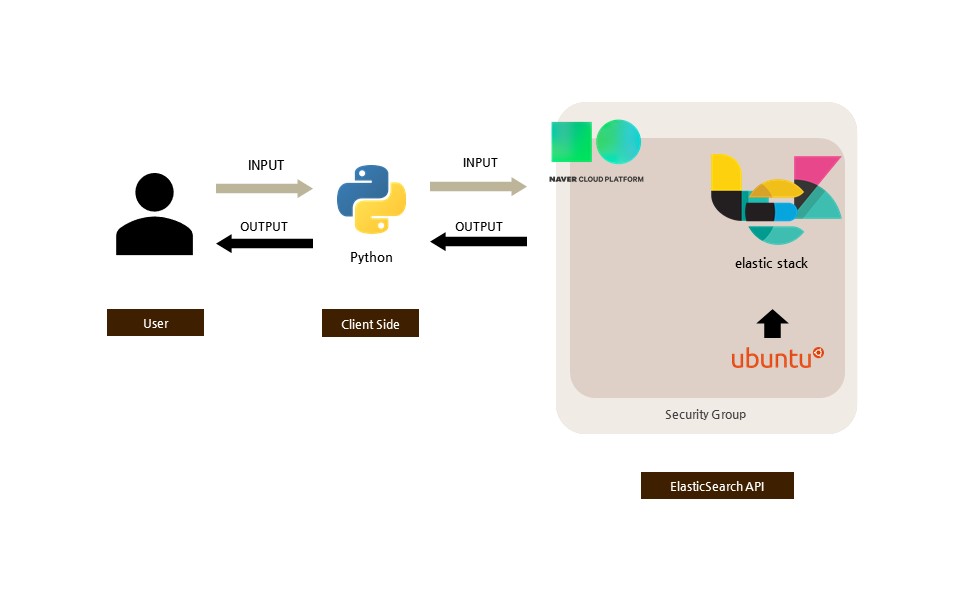 INPUT
OUTPUT
Python
INPUT
OUTPUT
NAVER CLOUD PLATFORM
elastic stack
ubuntu
Security Group
User
Client Side
ElasticSearch API